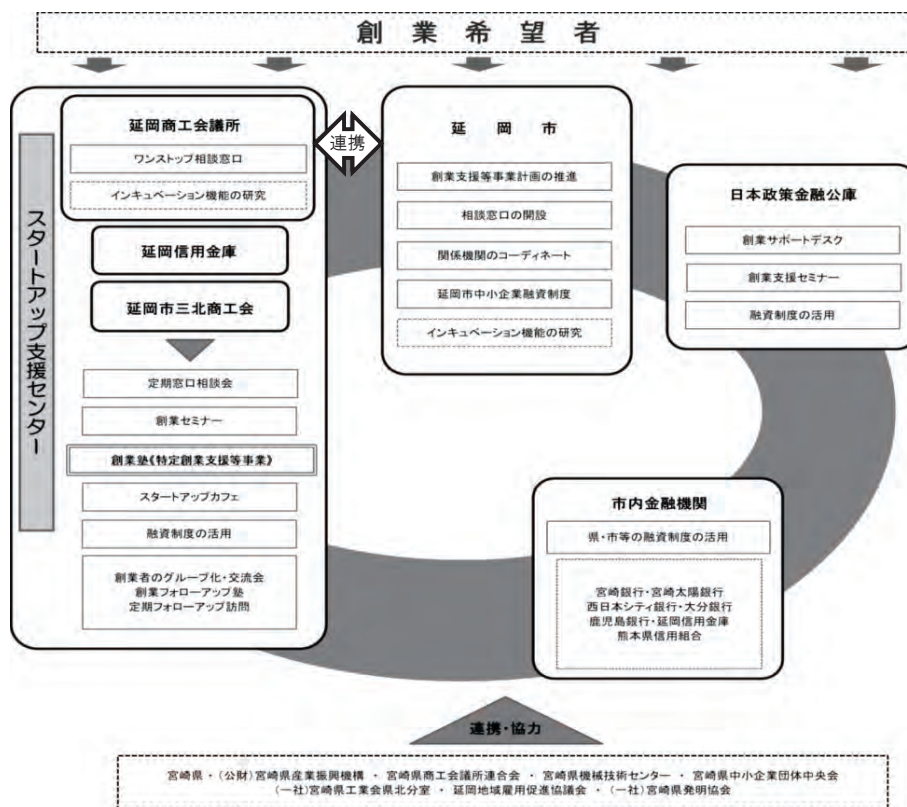 創業希望者
スタートアップ支援センター
延岡商工会議所
ワンストップ相談窓口
インキュベーション機能の研究
延岡信用金庫
延岡市三北商工会
定期窓口相談会
創業セミナー
創業塾《特定創業支援等事業》
スタートアップカフェ
融資制度の活用
創業者のグループ化・交流会
創業フォローアップ塾
定期フォローアップ訪問
連携
延岡市
創業支援等事業計画の推進
相談窓口の開設
関係機関のコーディネート
延岡市中小企業融資制度
インキュベーション機能の研究
日本政策金融公庫
創業サポートデスク
創業支援セミナー
融資制度の活用
市内金融機関
県・市等の融資制度の活用
宮崎銀行・宮崎太陽銀行
西日本シティ銀行・大分銀行
鹿児島銀行・延岡信用金庫
熊本県信用組合
連携・協力
宮崎県・(公財)宮崎県産業振興機構・宮崎県商工会議所連合会・宮崎県機械技術センター・宮崎県中小企業団体中央会
(一社)宮崎県工業会県北分室・延岡地域雇用促進協議会・(一社)宮崎県発明協会